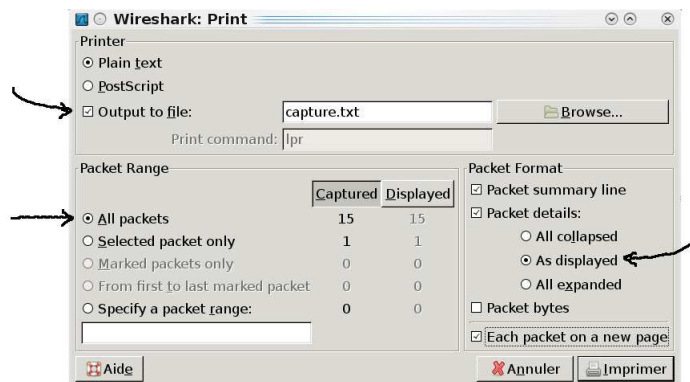 Wireshark: Print
Printer
Plain text
PostScript
Output to file:
capture.txt
Browse...
Print command:
lpr
Packet Range
Captured Displayed
All packets 15 15
Selected packet only 1 1
Marked packets only 0 0
From first to last marked packet 0 0
Specify a packet range: 0 0
Packet Format
Packet summary line
Packet details:
All collapsed
As displayed
All expanded
Packet bytes
Each packet on a new page
Aide
Annuler
Imprimer